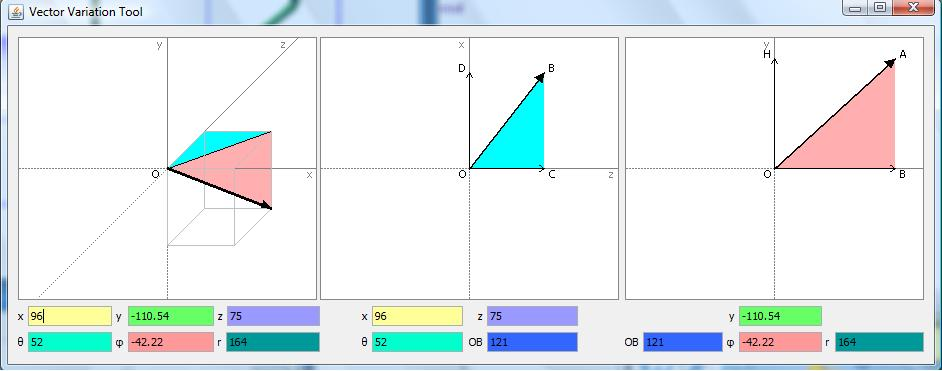 Vector Variation Tool
y z x O
x D B O C z
y H A O B
x 96 y -110.54 z 75
x 96 z 75
y -110.54
θ 52 φ -42.22 r 164
θ 52 OB 121
OB 121 φ -42.22 r 164